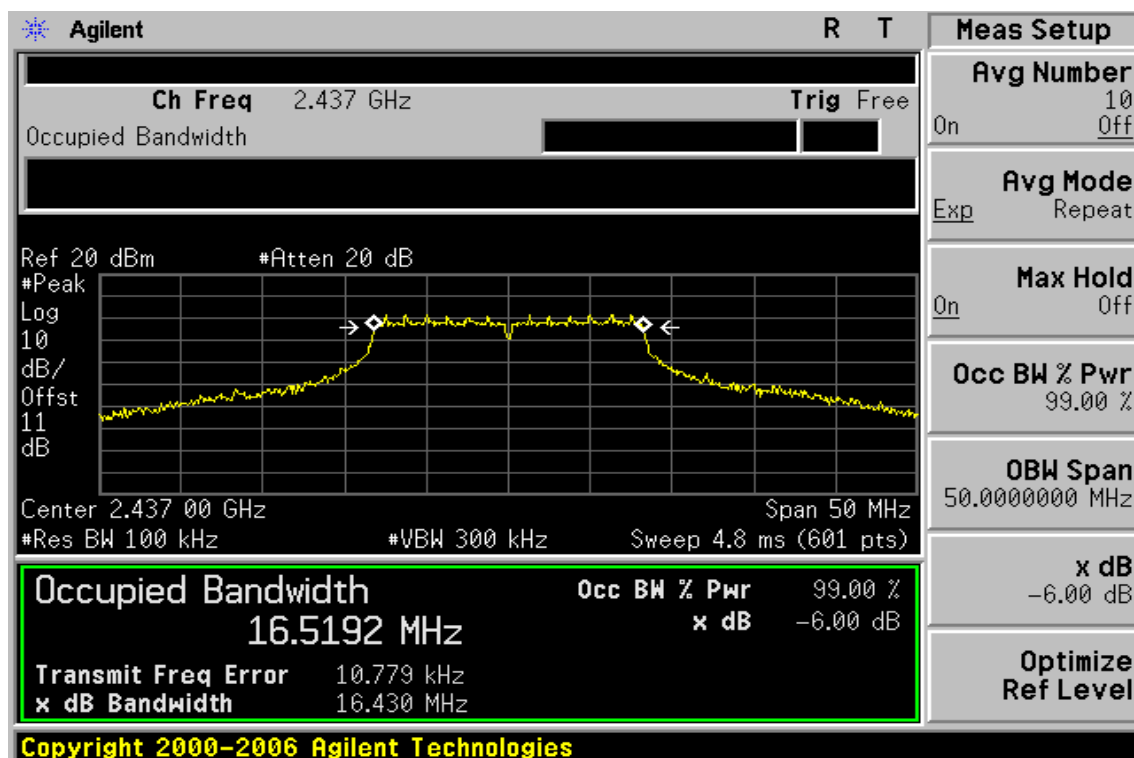 Agilent R T
Ch Freq 2.437 GHz Trig Free
Occupied Bandwidth
Ref 20 dBm #Atten 20 dB
#Peak
Log
10
dB/
Offst
11
dB
Center 2.437 00 GHz Span 50 MHz
#Res BW 100 kHz #VBW 300 kHz Sweep 4.8 ms (601 pts)
Occupied Bandwidth
16.5192 MHz
Occ BW % Pwr 99.00 %
x dB -6.00 dB
Transmit Freq Error 10.779 kHz
x dB Bandwidth 16.430 MHz
Copyright 2000-2006 Agilent Technologies
Meas Setup
Avg Number
10
On Off
Avg Mode
Exp Repeat
Max Hold
On Off
Occ BW % Pwr
99.00 %
OBW Span
50.0000000 MHz
x dB
-6.00 dB
Optimize
Ref Level